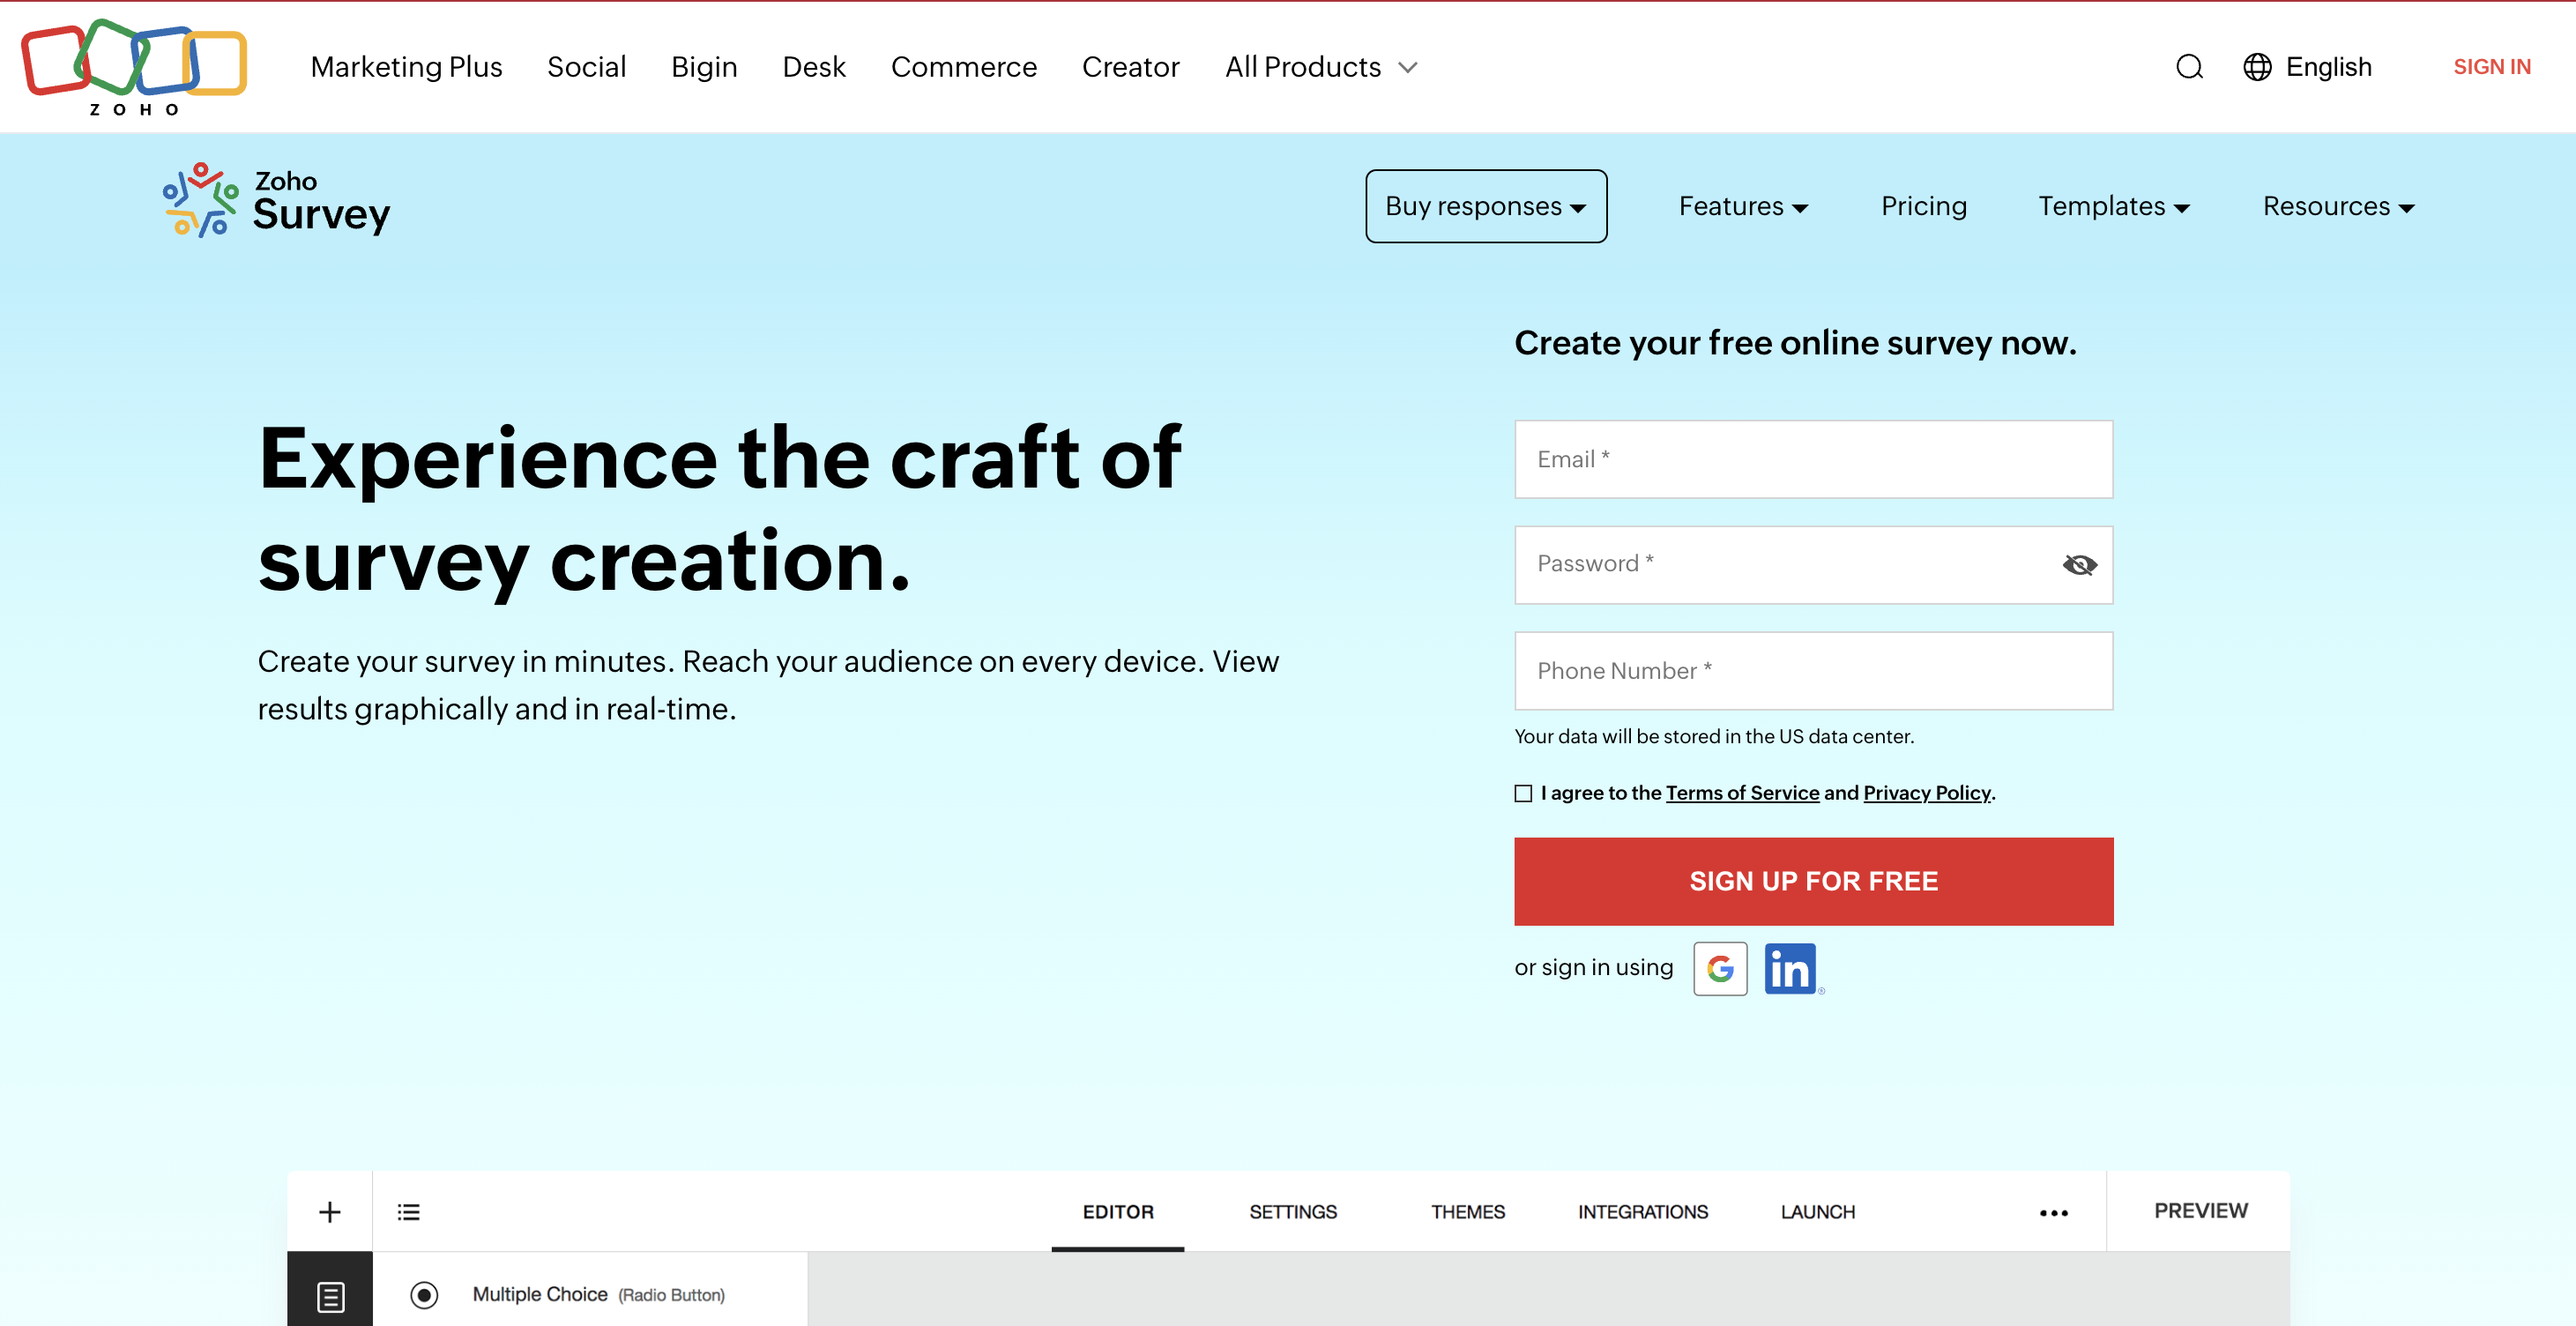 ZOHO
Marketing Plus
Social
Bigin
Desk
Commerce
Creator
All Products
English
SIGN IN
Zoho
Survey
Buy responses
Features
Pricing
Templates
Resources
Create your free online survey now.
Experience the craft of
survey creation.
Create your survey in minutes. Reach your audience on every device. View
results graphically and in real-time.
Email *
Password *
Phone Number *
Your data will be stored in the US data center.
I agree to the Terms of Service and Privacy Policy.
SIGN UP FOR FREE
or sign in using
G
in®
EDITOR
SETTINGS
THEMES
INTEGRATIONS
LAUNCH
PREVIEW
Multiple Choice (Radio Button)